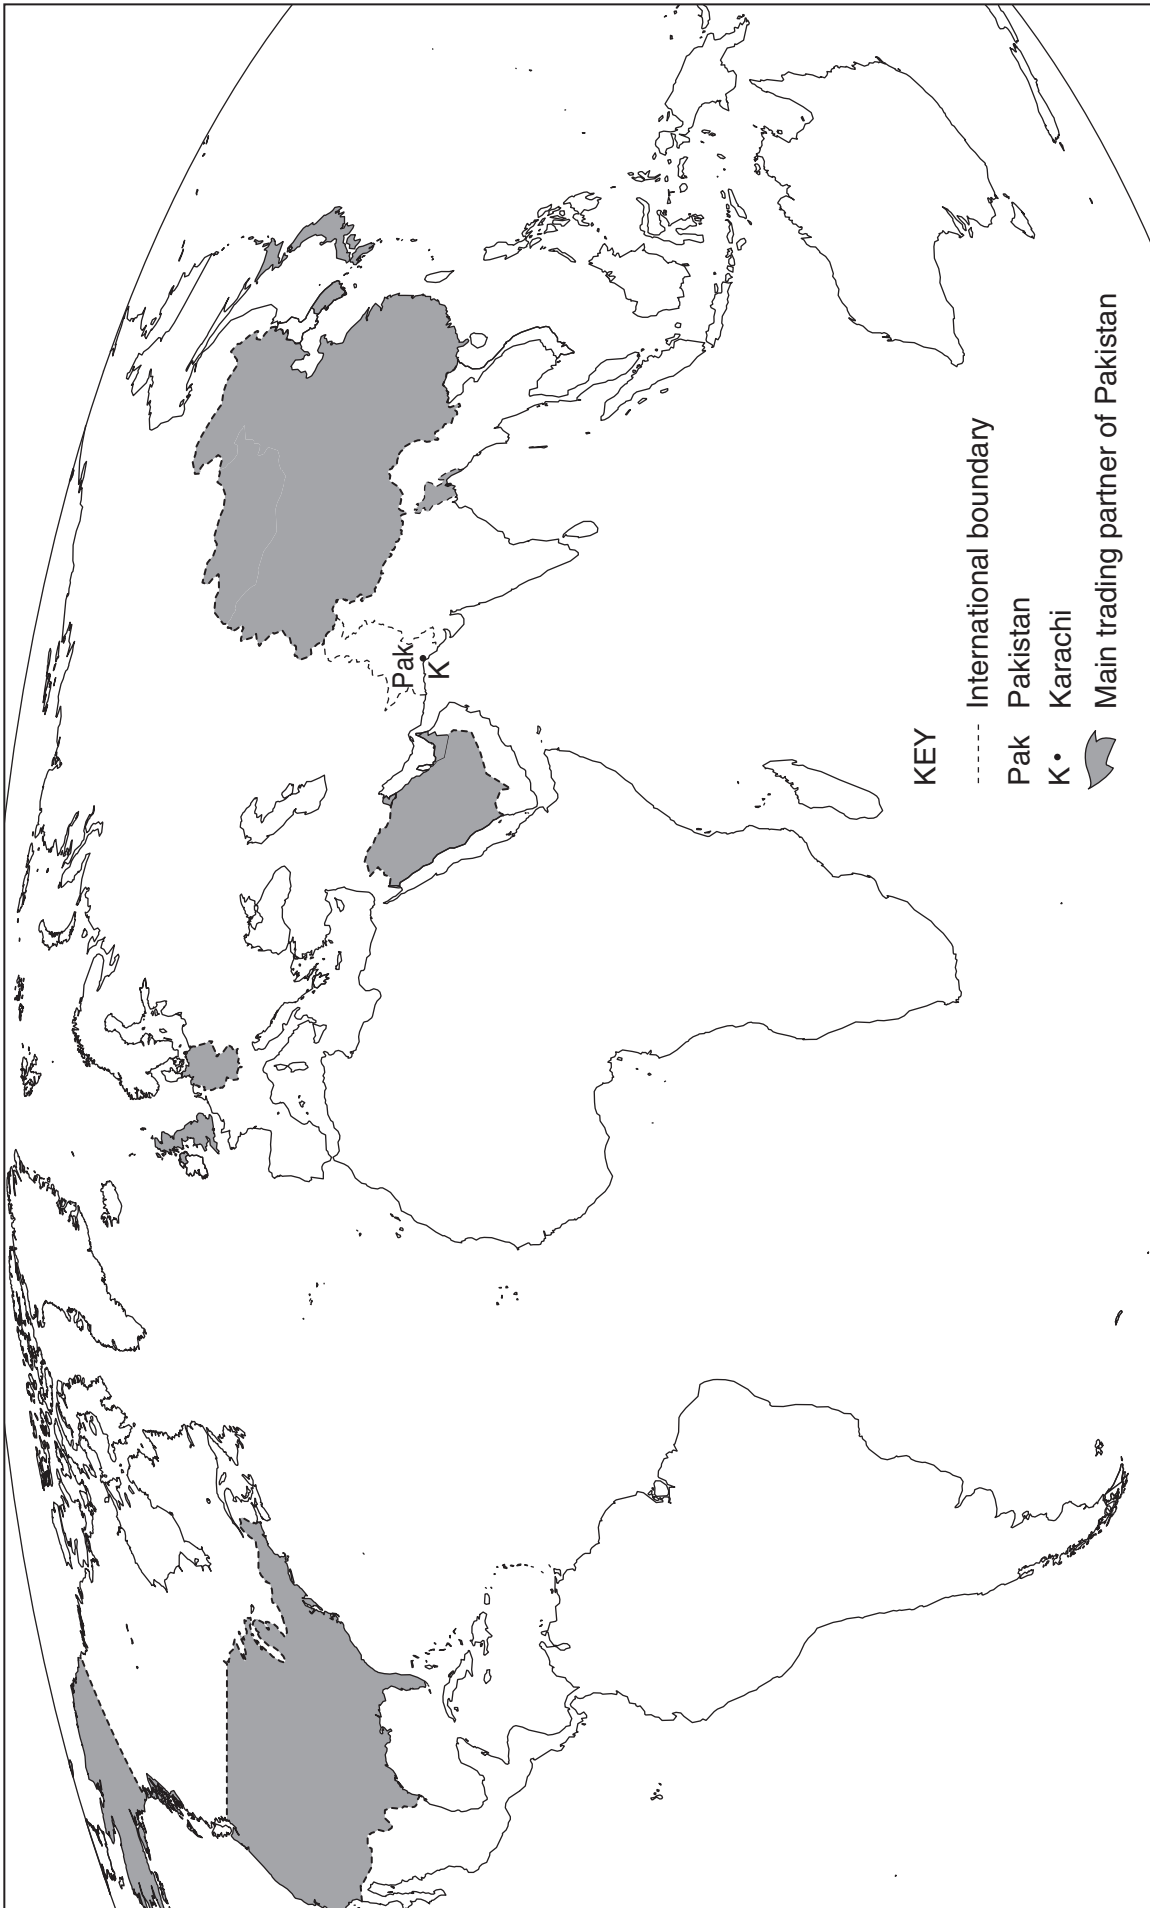 Pak
K
KEY
International boundary
Pak Pakistan
K • Karachi
Main trading partner of Pakistan